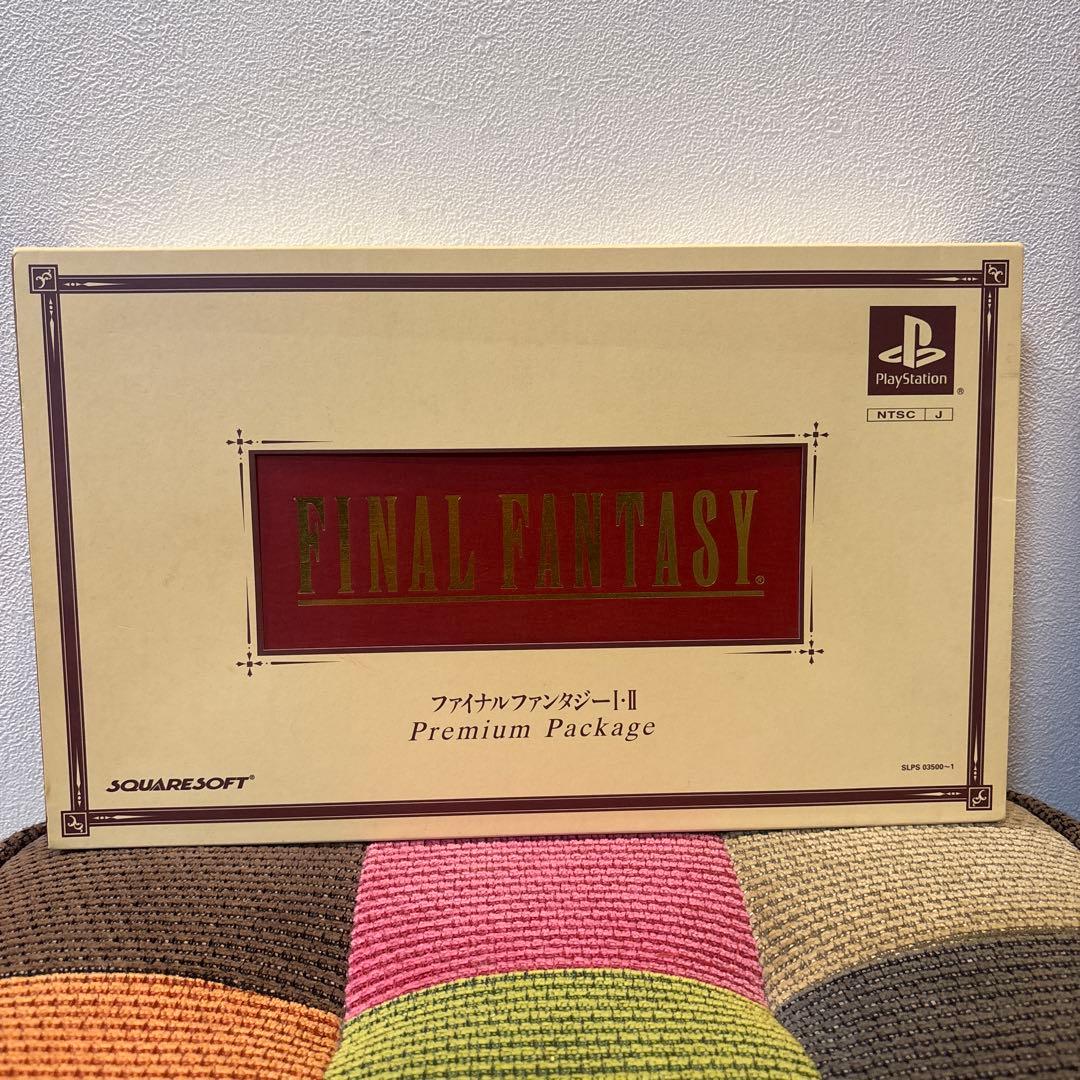 PlayStation®
NTSC J
FINAL FANTASY®
ファイナルファンタジーI・II
Premium Package
SQUARESOFT®
SLPS 03500~1